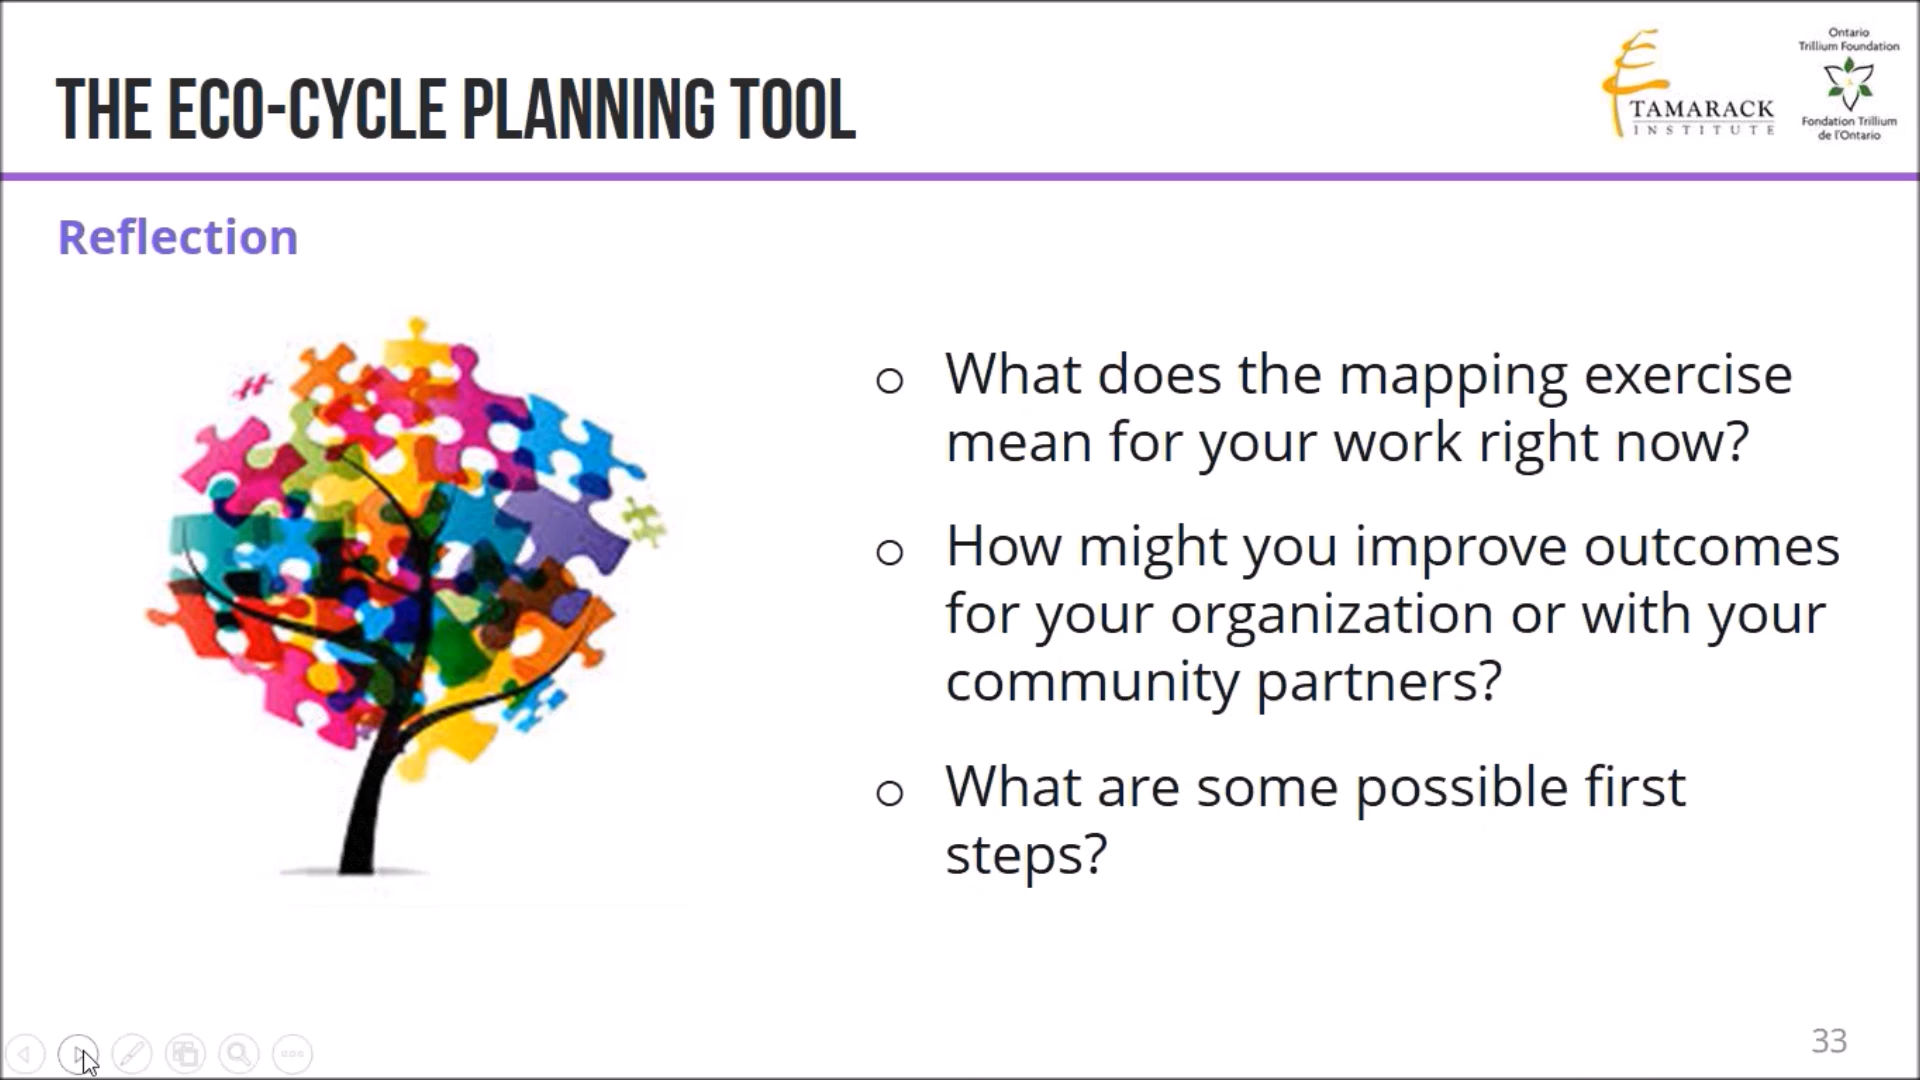 THE ECO-CYCLE PLANNING TOOL
TAMARACK
INSTITUTE
Ontario
Trillium Foundation
Fondation Trillium
de l'Ontario
Reflection
What does the mapping exercise
mean for your work right now?
How might you improve outcomes
for your organization or with your
community partners?
What are some possible first
steps?
33